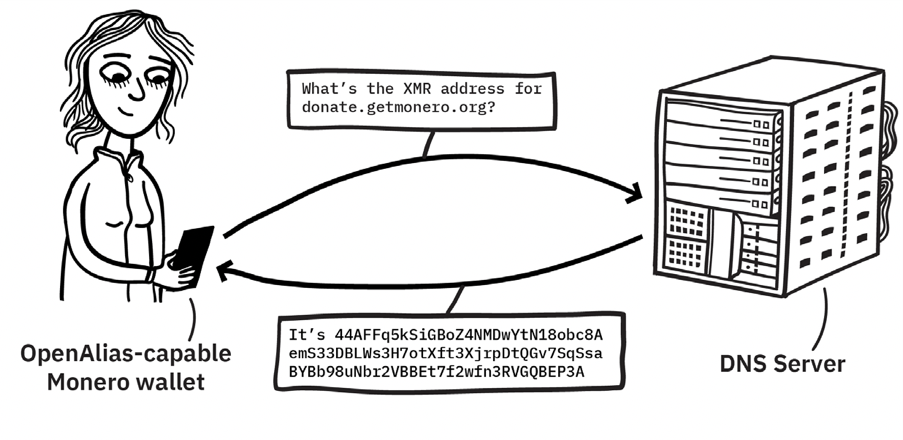 What's the XMR address for
donate.getmonero.org?
It's 44AFFq5kSiGBoZ4NMDwYtN18obc8A
emS33DBLWs3H7otXft3XjrpDtQGv7SqSsa
BYBb98uNbr2VBBEt7f2wfn3RVGQBEP3A
OpenAlias-capable
Monero wallet
DNS Server